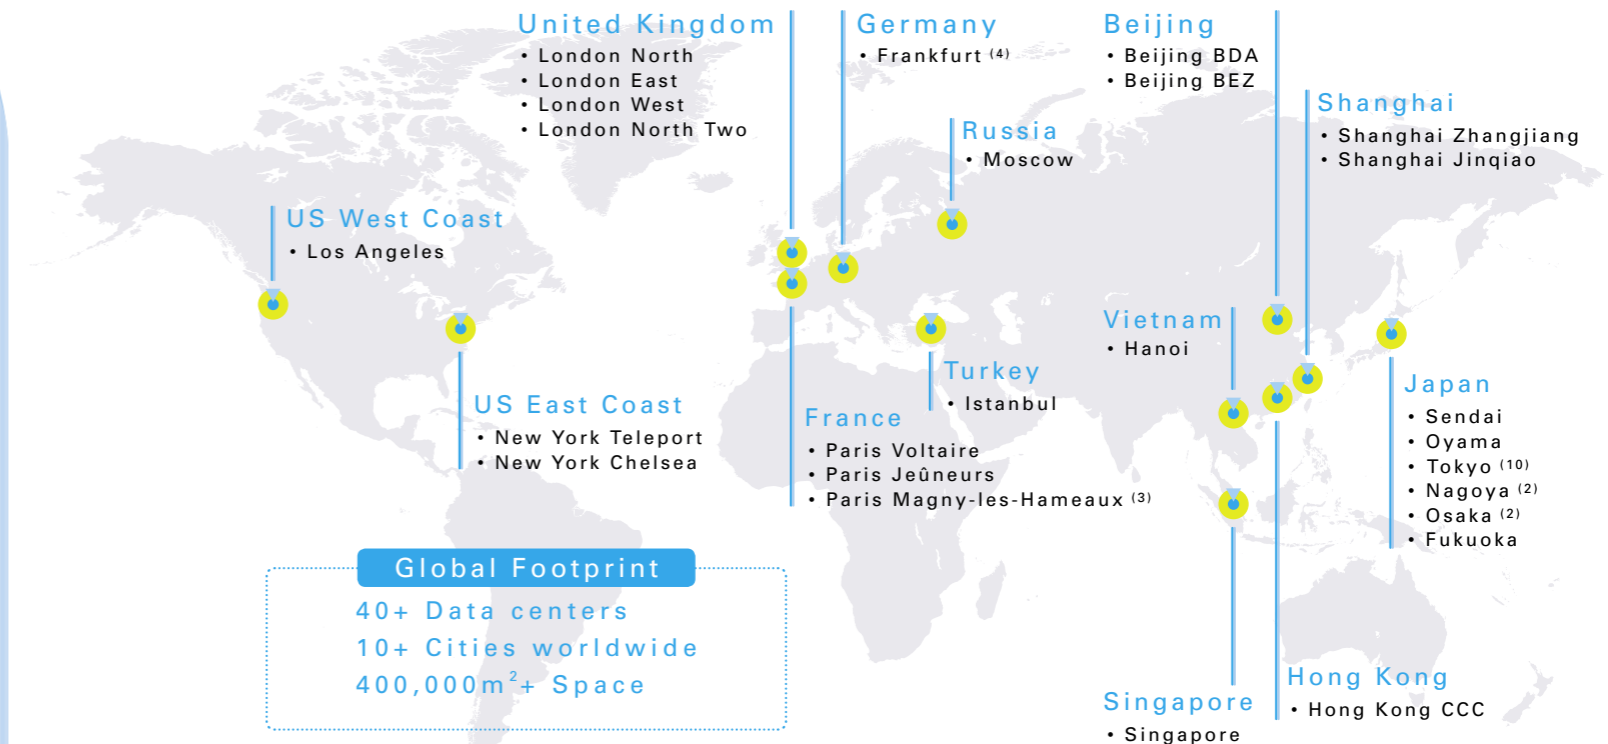 United Kingdom
• London North
• London East
• London West
• London North Two
Germany
• Frankfurt (4)
Beijing
• Beijing BDA
• Beijing BEZ
Shanghai
• Shanghai Zhangjiang
• Shanghai Jinqiao
Russia
• Moscow
US West Coast
• Los Angeles
US East Coast
• New York Teleport
• New York Chelsea
Turkey
• Istanbul
France
• Paris Voltaire
• Paris Jeûneurs
• Paris Magny-les-Hameaux (3)
Vietnam
• Hanoi
Japan
• Sendai
• Oyama
• Tokyo (10)
• Nagoya (2)
• Osaka (2)
• Fukuoka
Global Footprint
40+ Data centers
10+ Cities worldwide
400,000m²+ Space
Singapore
• Singapore
Hong Kong
• Hong Kong CCC